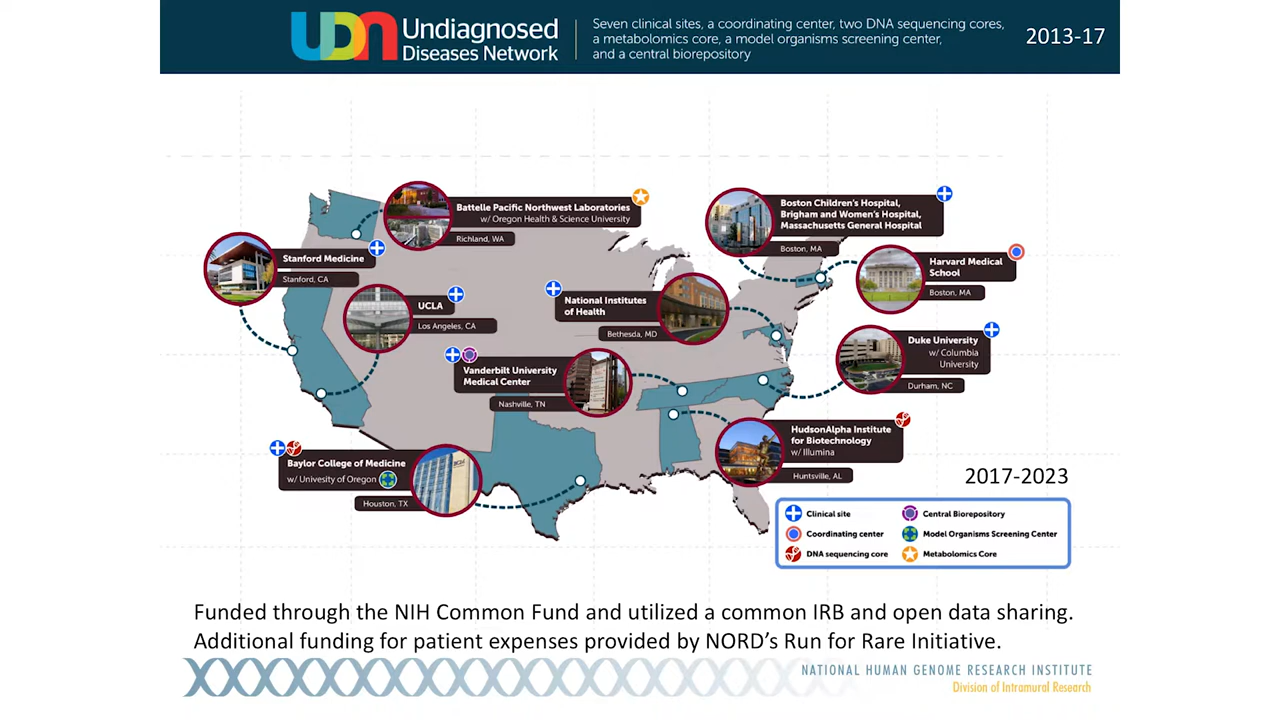 UDN Undiagnosed
Diseases Network
Seven clinical sites, a coordinating center, two DNA sequencing cores,
a metabolomics core, a model organisms screening center,
and a central biorepository
2013-17
Battelle Pacific Northwest Laboratories
w/ Oregon Health & Science University
Richland, WA
Boston Children's Hospital,
Brigham and Women's Hospital,
Massachusetts General Hospital
Boston, MA
Stanford Medicine
Stanford, CA
Harvard Medical
School
Boston, MA
UCLA
Los Angeles, CA
National Institutes
of Health
Bethesda, MD
Duke University
w/ Columbia
University
Durham, NC
Vanderbilt University
Medical Center
Nashville, TN
HudsonAlpha Institute
for Biotechnology
w/ Illumina
Huntsville, AL
Baylor College of Medicine
w/ Univesity of Oregon
Houston, TX
2017-2023
Clinical site
Coordinating center
DNA sequencing core
Central Biorepository
Model Organisms Screening Center
Metabolomics Core
Funded through the NIH Common Fund and utilized a common IRB and open data sharing.
Additional funding for patient expenses provided by NORD's Run for Rare Initiative.
NATIONAL HUMAN GENOME RESEARCH INSTITUTE
Division of Intramural Research